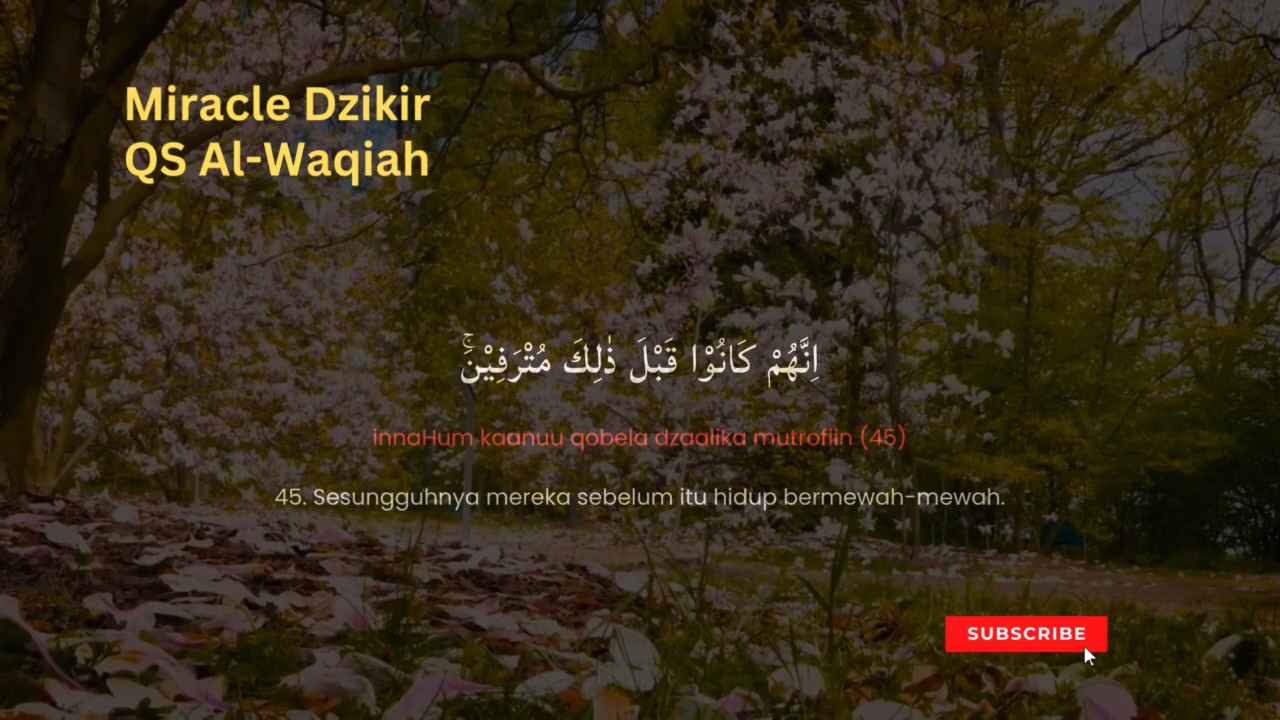 Miracle Dzikir
QS Al-Waqiah
اِنَّهُمْ كَانُوْا قَبْلَ ذٰلِكَ مُتْرَفِيْنَۚ
innaHum kaanuu qobela dzaalika mutrofiin (45)
45. Sesungguhnya mereka sebelum itu hidup bermewah-mewah.
SUBSCRIBE